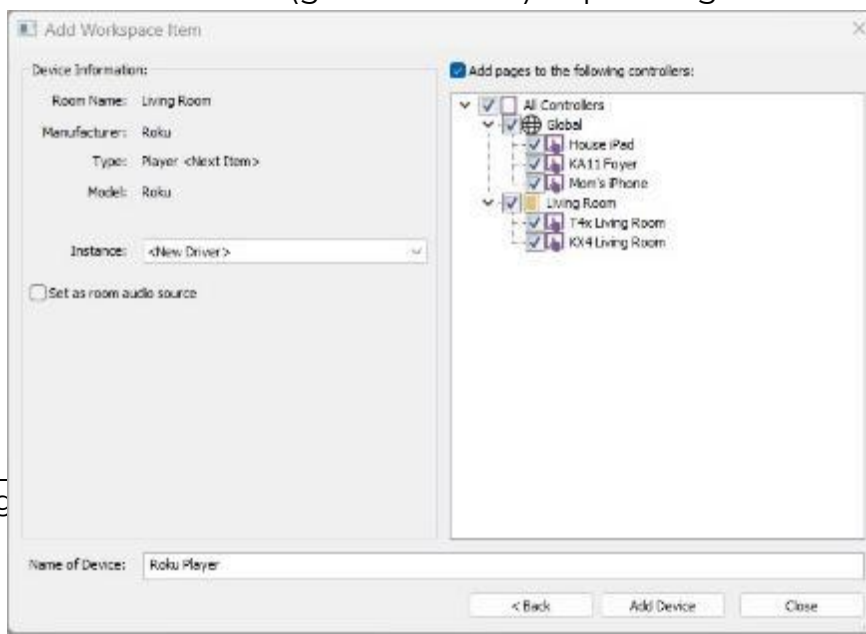 Add Workspace Item
Device Information:
Room Name: Living Room
Manufacturer: Roku
Type: Player <Next Item>
Model: Roku
Instance: <New Driver>
Set as room audio source
Add pages to the following controllers:
All Controllers
Global
House iPad
KA11 Foyer
Mom's iPhone
Living Room
T4x Living Room
KX4 Living Room
Name of Device: Roku Player
< Back Add Device Close